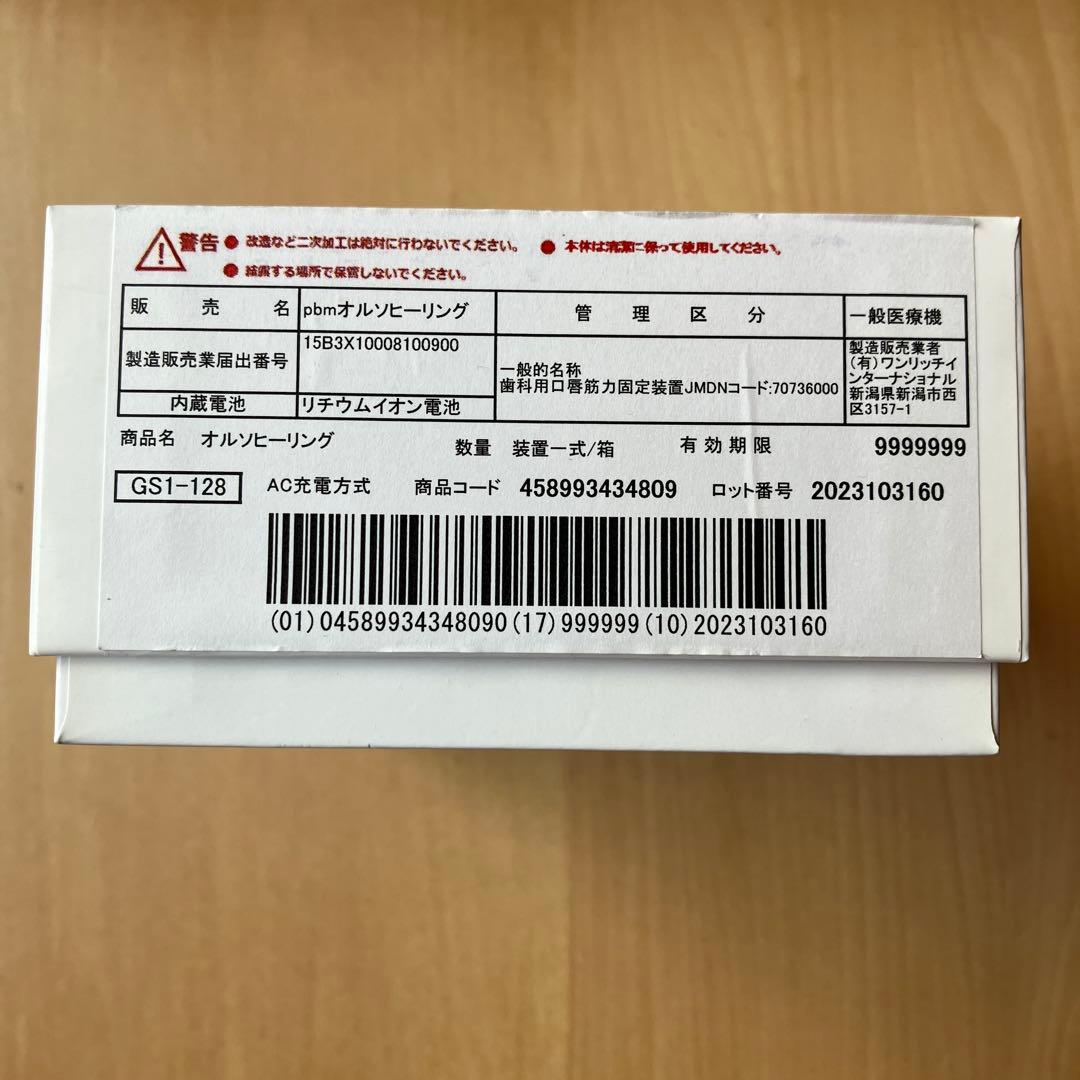 警告 ● 改造など二次加工は絶対に行わないでください。 ● 本体は清潔に保って使用してください。
● 結露する場所で保管しないでください。
販売名 pbmオルソヒーリング 管理区分 一般医療機
製造販売業届出番号 15B3X10008100900
一般的名称
歯科用口唇筋力固定装置JMDNコード:70736000
製造販売業者
(有)ワンリッチイ
ンターナショナル
新潟県新潟市西
区3157-1
内蔵電池 リチウムイオン電池
商品名 オルソヒーリング 数量 装置一式/箱 有効期限 9999999
GS1-128 AC充電方式 商品コード 458993434809 ロット番号 2023103160
(01)04589934348090(17)999999(10)2023103160